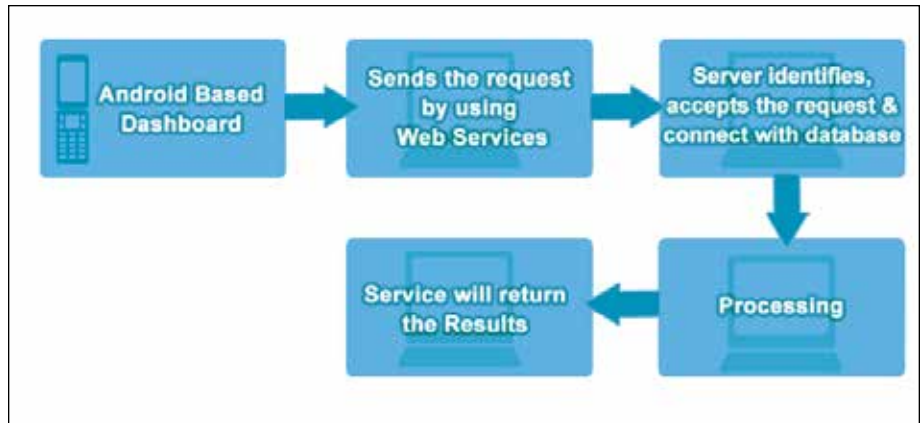 Android Based
Dashboard
Sends the request
by using
Web Services
Server identifies,
accepts the request &
connect with database
Processing
Service will return
the Results